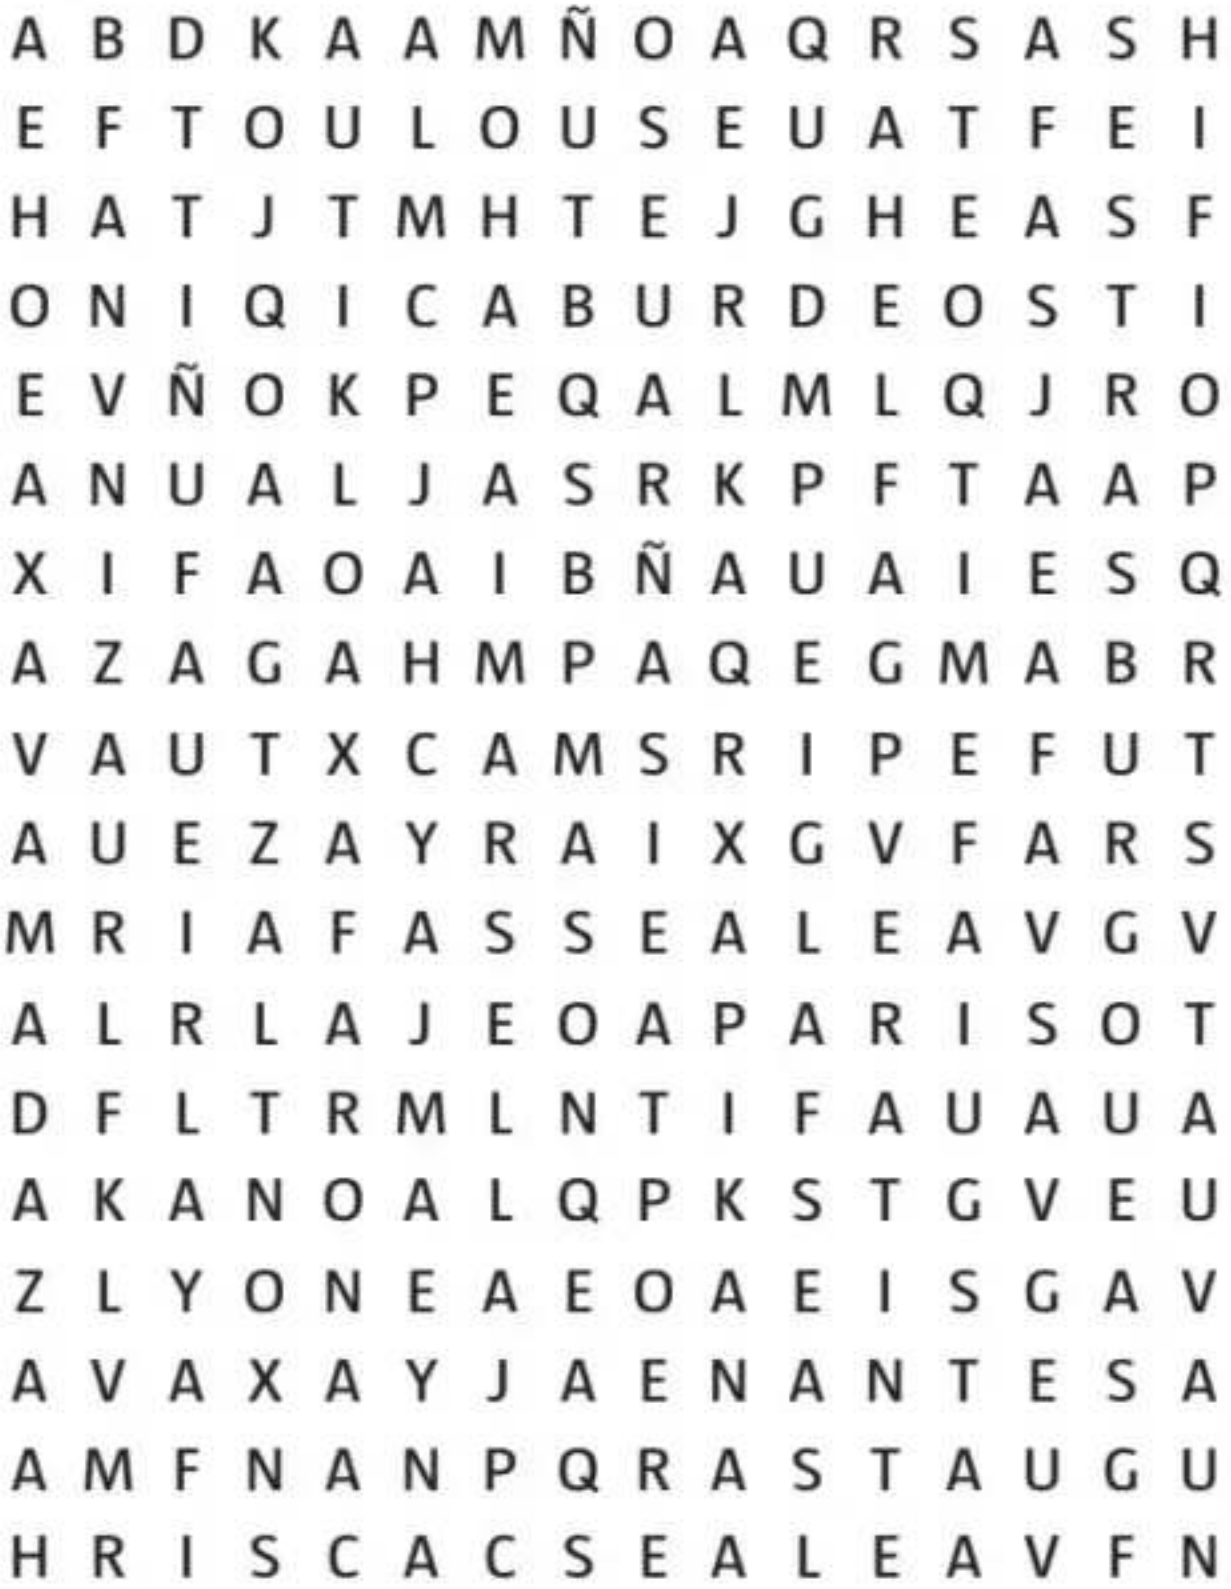 A B D K A A M Ñ O A Q R S A S H
E F T O U L O U S E U A T F E I
H A T J T M H T E J G H E A S F
O N I Q I C A B U R D E O S T I
E V Ñ O K P E Q A L M L Q J R O
A N U A L J A S R K P F T A A P
X I F A O A I B Ñ A U A I E S Q
A Z A G A H M P A Q E G M A B R
V A U T X C A M S R I P E F U T
A U E Z A Y R A I X G V F A R S
M R I A F A S S E A L E A V G V
A L R L A J E O A P A R I S O T
D F L T R M L N T I F A U A U A
A K A N O A L Q P K S T G V E U
Z L Y O N E A E O A E I S G A V
A V A X A Y J A E N A N T E S A
A M F N A N P Q R A S T A U G U
H R I S C A C S E A L E A V F N